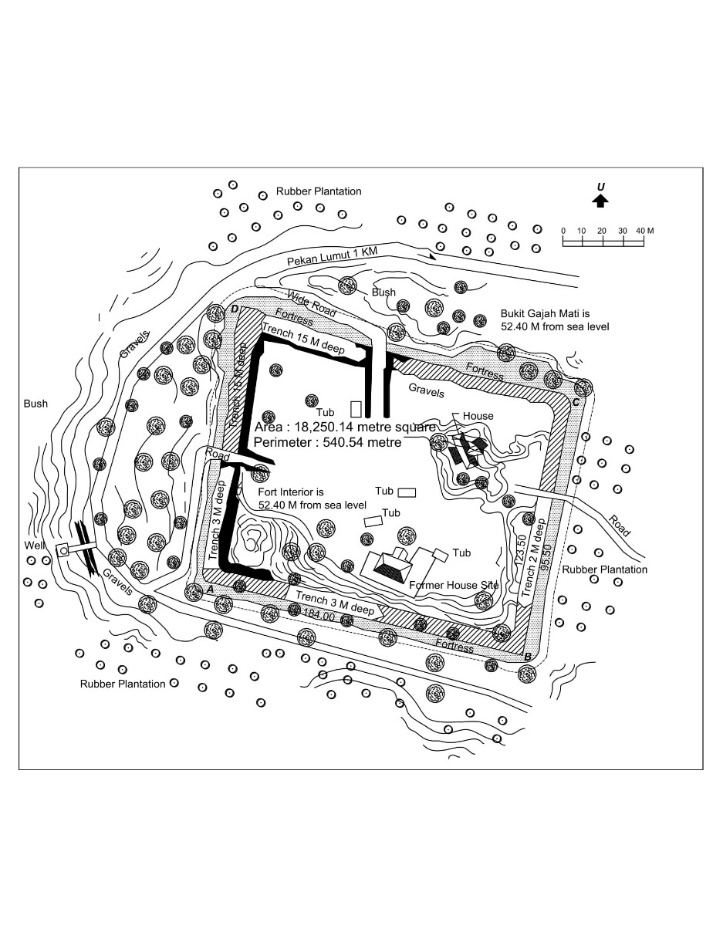 Rubber Plantation
U
0 10 20 30 40 M
Pekan Lumut 1 KM
Bush
Wide Road
Bukit Gajah Mati is
52.40 M from sea level
D
Fortress
Trench 15 M deep
Gravels
Fortress
Trench 15 M deep
Gravels
C
Bush
Tub
House
Area : 18,250.14 metre square
Perimeter : 540.54 metre
Road
Fort Interior is
52.40 M from sea level
Tub
Tub
Road
Trench 3 M deep
Well
123.50
Trench 2 M deep
Tub
Rubber Plantation
Gravels
Former House Site
A
Trench 3 M deep
184.00
Fortress
B
Rubber Plantation